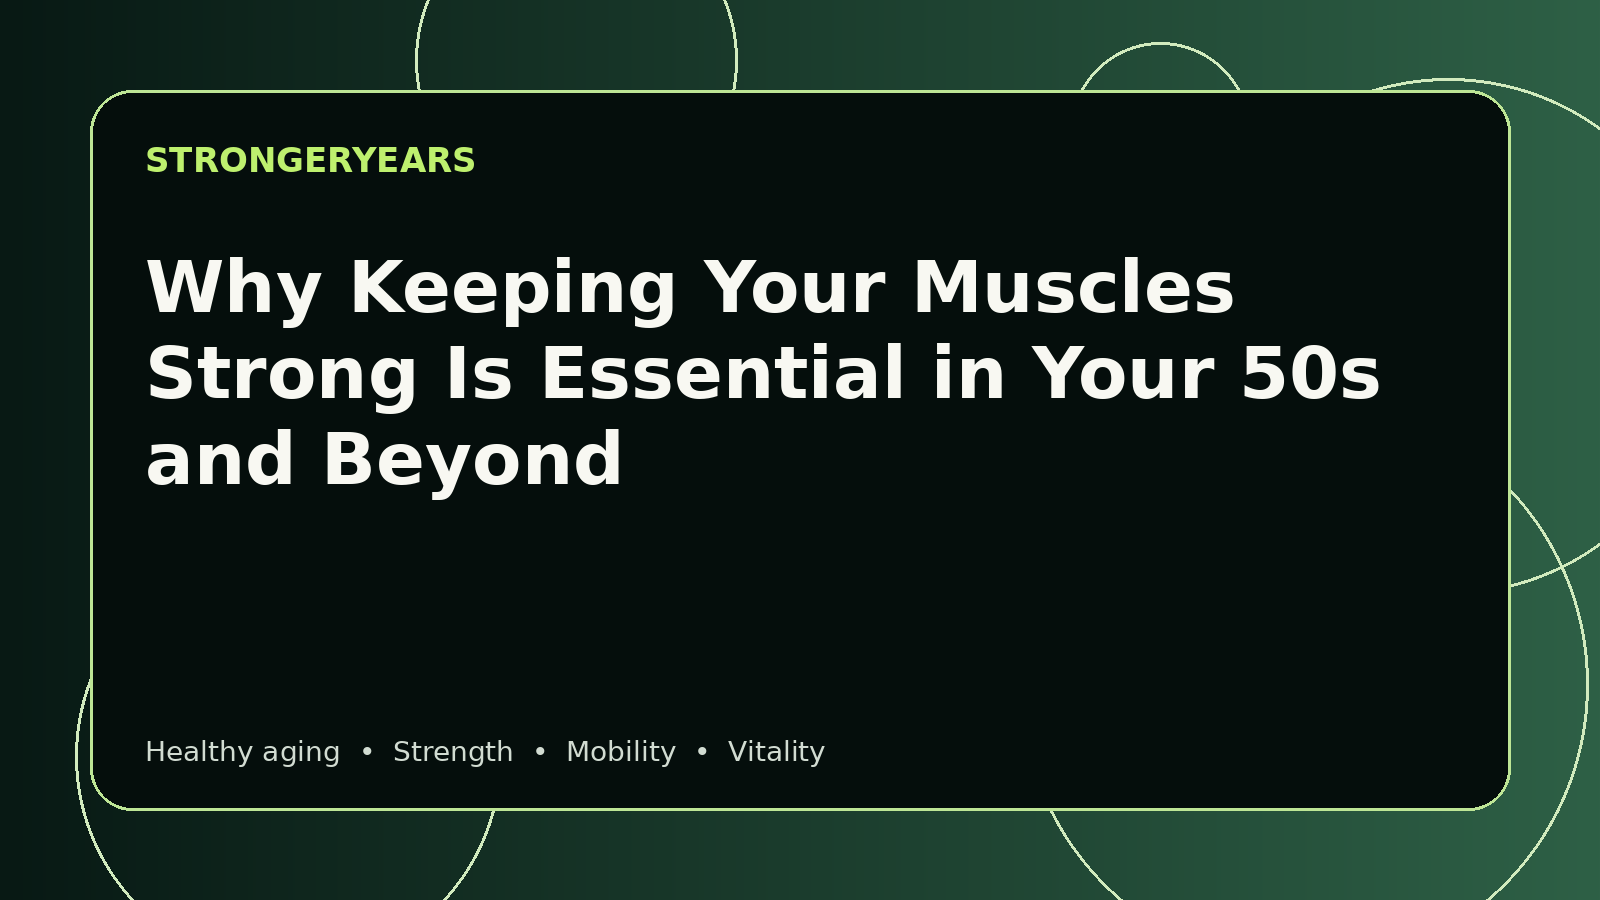 STRONGERYEARS
Why Keeping Your Muscles
Strong Is Essential in Your 50s
and Beyond
Healthy aging • Strength • Mobility • Vitality